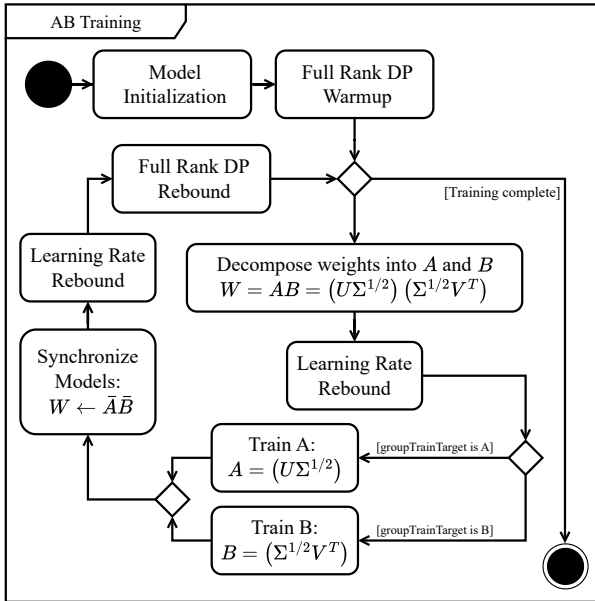 AB Training
Model
Initialization
Full Rank DP
Warmup
Full Rank DP
Rebound
[Training complete]
Learning Rate
Rebound
Decompose weights into A and B
W = AB = (UΣ^{1/2}) (Σ^{1/2}V^T)
Synchronize
Models:
W ← ĀB̄
Learning Rate
Rebound
Train A:
A = (UΣ^{1/2})
[groupTrainTarget is A]
Train B:
B = (Σ^{1/2}V^T)
[groupTrainTarget is B]